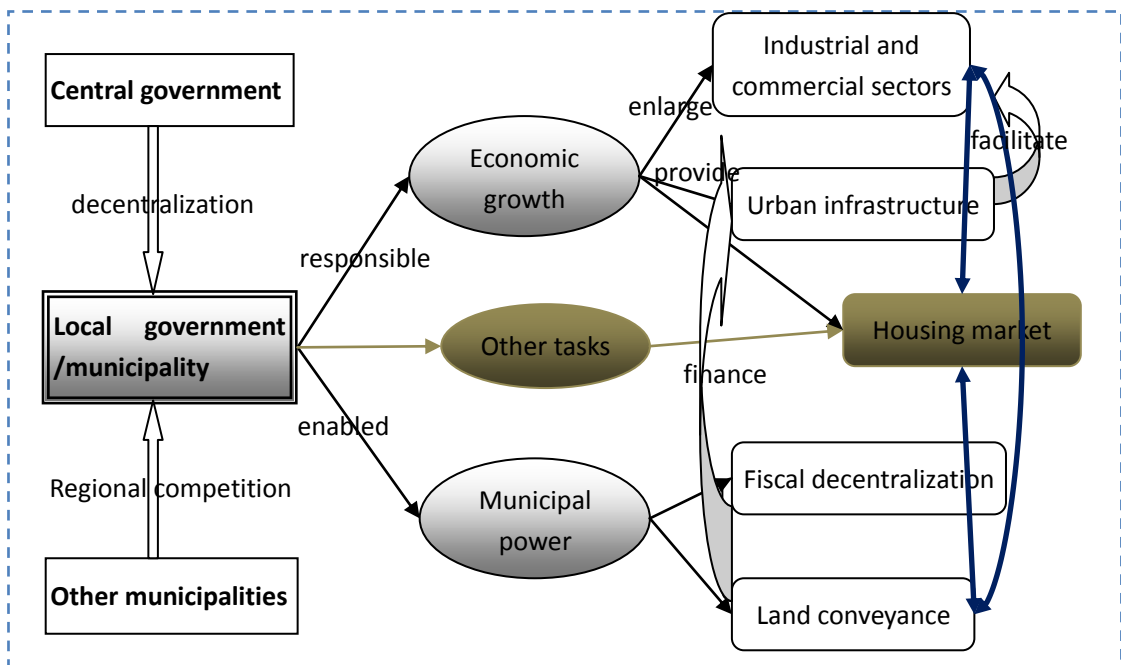 Industrial and
commercial sectors
Central government
enlarge
facilitate
Economic
growth
provide
Urban infrastructure
decentralization
responsible
Local government
/municipality
Other tasks
Housing market
finance
enabled
Regional competition
Fiscal decentralization
Municipal
power
Other municipalities
Land conveyance